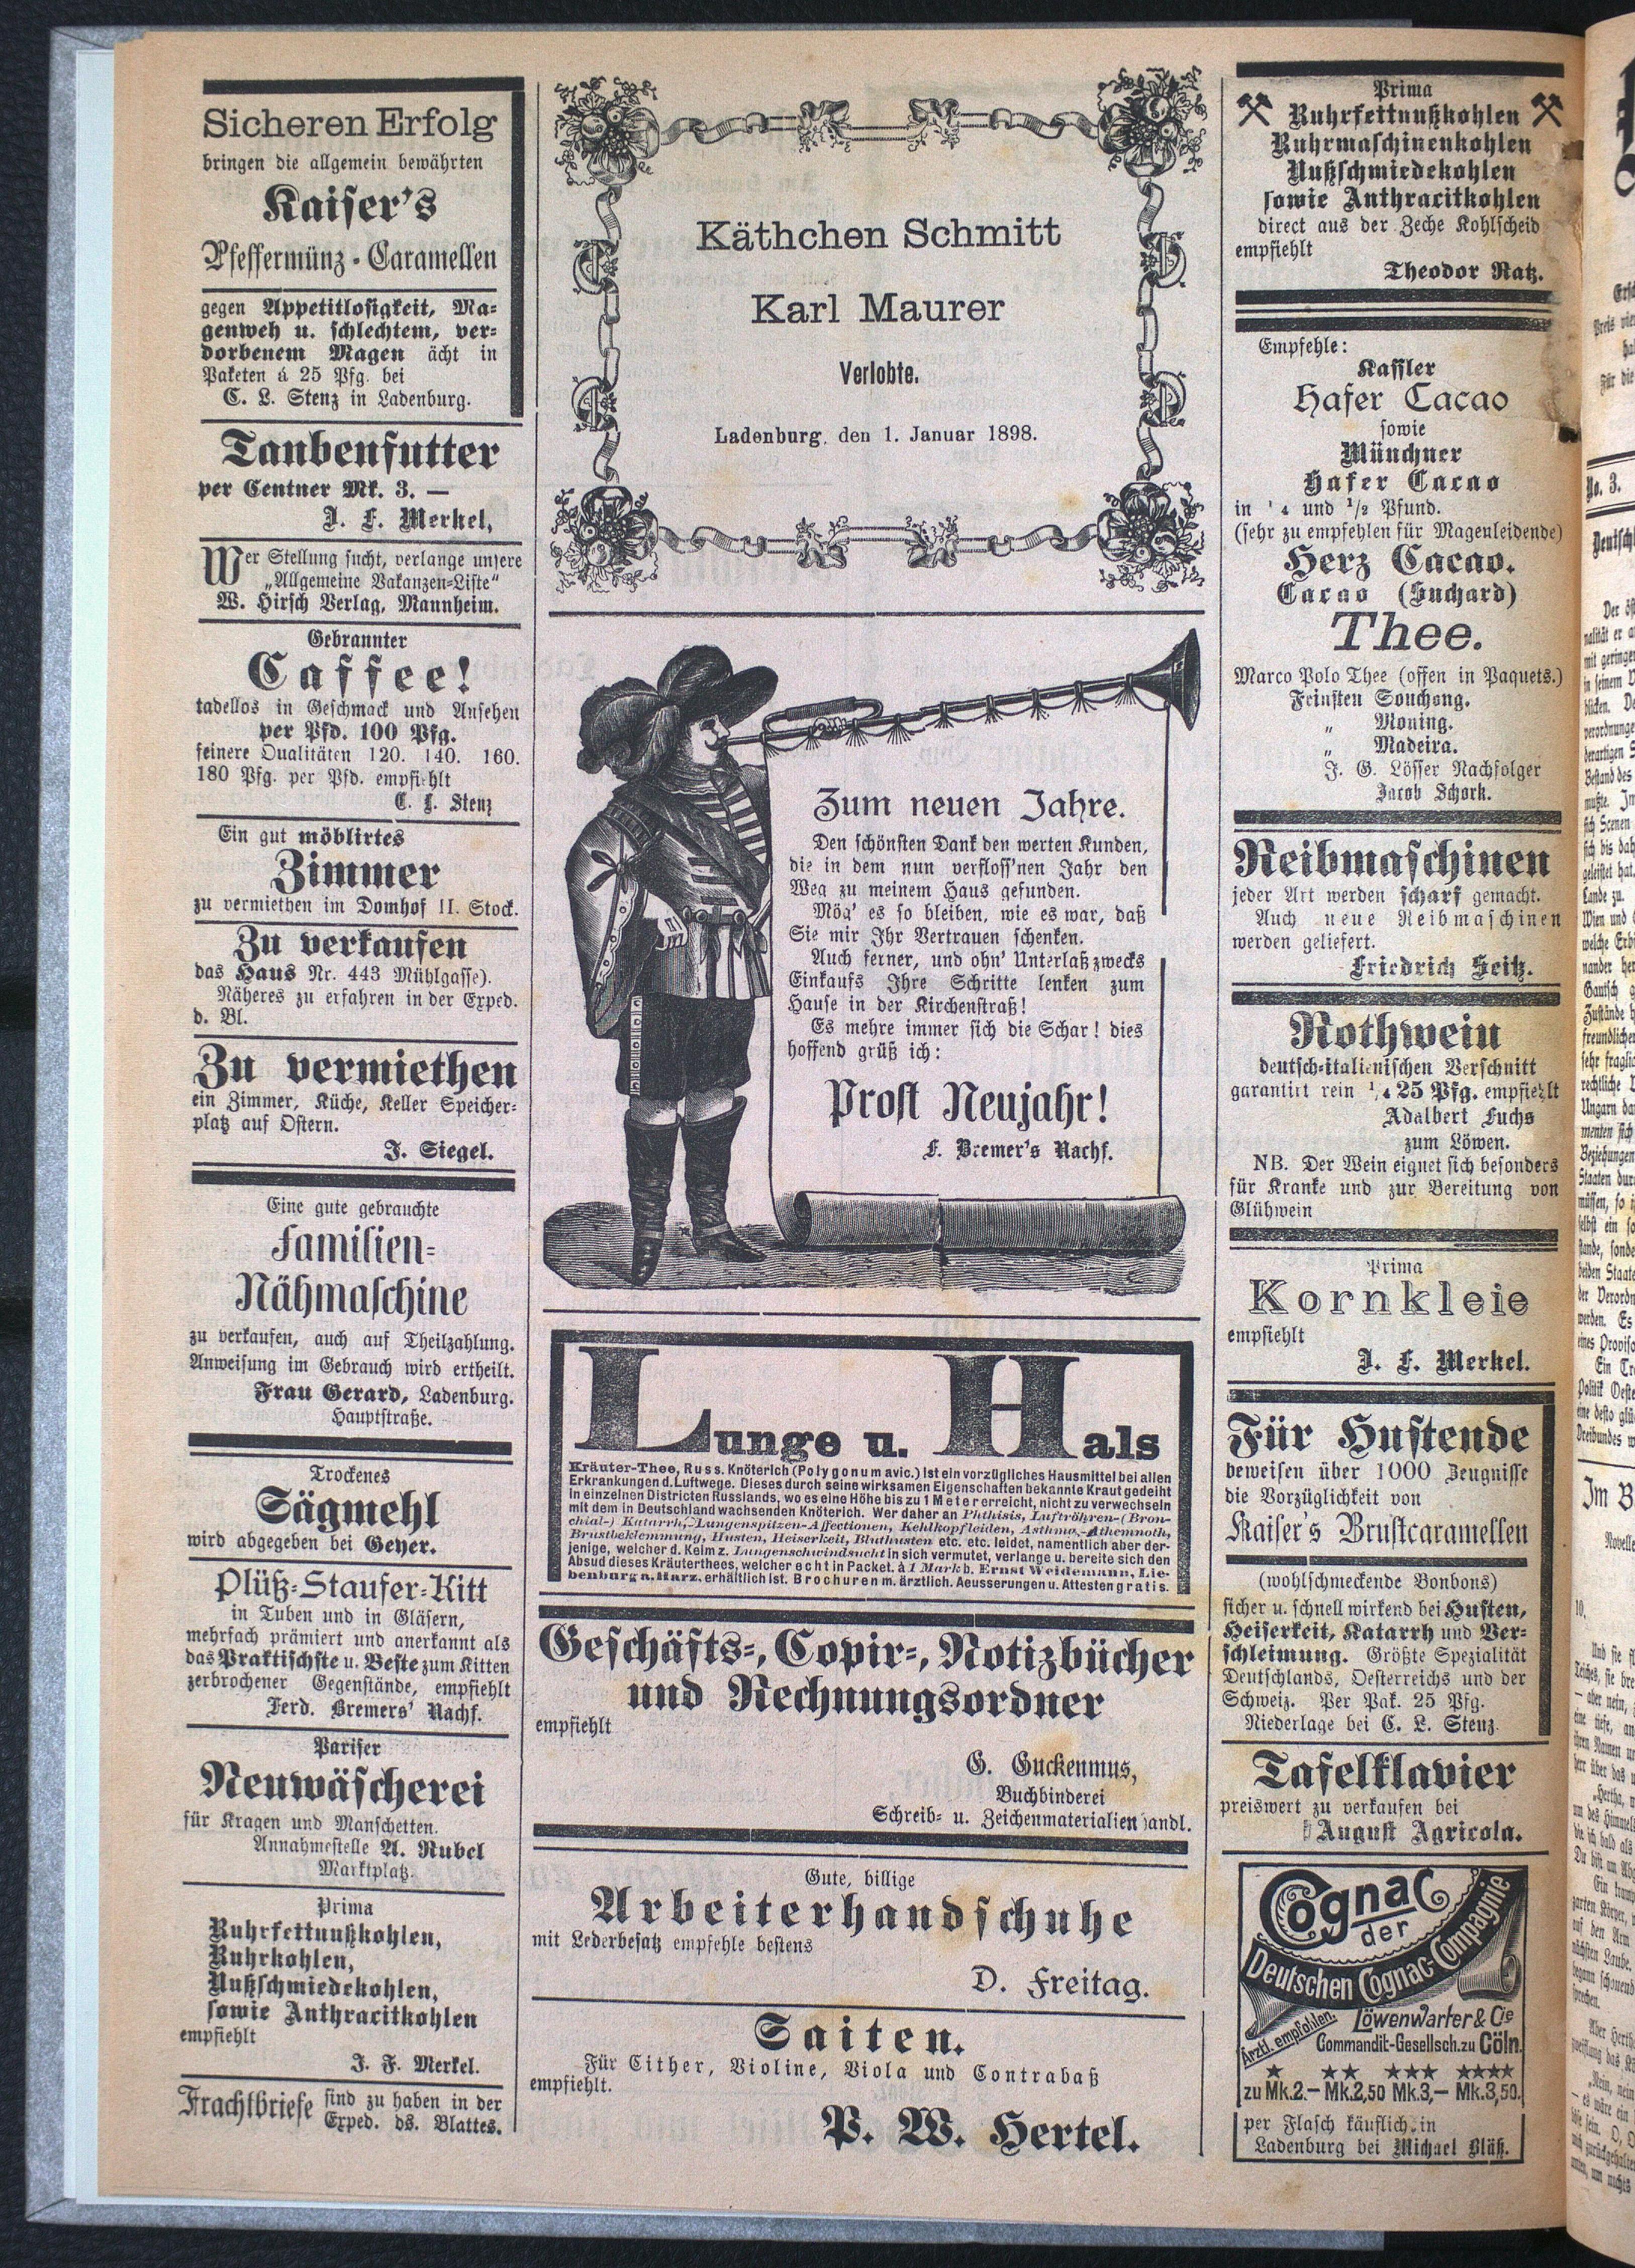 Sicheren Erfolg
bringen die allgemein bewährten
Kaiser's
Pfeffermünz-Caramellen
gegen Appetitlosigkeit, Ma-
genweh u. schlechtem, ver-
dorbenem Magen ächt in
Paketen á 25 Pfg. bei
C. L. Stenz in Ladenburg.
Taubenfutter
per Centner Mk. 3. —
J. F. Merkel,
Wer Stellung sucht, verlange unsere
„Allgemeine Vakanzen-Liste"
W. Hirsch Verlag, Mannheim.
Gebrannter
Caffee!
tadellos in Geschmack und Ansehen
per Pfd. 100 Pfg.
feinere Qualitäten 120. 140. 160.
180 Pfg. per Pfd. empfiehlt
C. L. Stenz
Ein gut möblirtes
Zimmer
zu vermiethen im Domhof II. Stock.
Zu verkaufen
das Haus Nr. 443 Mühlgasse).
Näheres zu erfahren in der Exped.
d. Bl.
Zu vermiethen
ein Zimmer, Küche, Keller Speicher-
platz auf Ostern.
J. Siegel.
Eine gute gebrauchte
Familien-
Nähmaschine
zu verkaufen, auch auf Theilzahlung.
Anweisung im Gebrauch wird ertheilt.
Frau Gerard, Ladenburg.
Hauptstraße.
Trockenes
Sägmehl
wird abgegeben bei Geyer.
Plüß-Staufer-Kitt
in Tuben und in Gläsern,
mehrfach prämiert und anerkannt als
das Praktischste u. Beste zum Kitten
zerbrochener Gegenstände, empfiehlt
Ferd. Bremers' Nachf.
Pariser
Neuwäscherei
für Kragen und Manschetten.
Annahmestelle A. Nubel
Marktplatz.
Prima
Ruhrfettnußkohlen,
Ruhrkohlen,
Nußschmiedekohlen,
sowie Anthracitkohlen
empfiehlt
J. F. Merkel.
Frachtbriefe sind zu haben in der
Exped. ds. Blattes.
Käthchen Schmitt
Karl Maurer
Verlobte.
Ladenburg, den 1. Januar 1898.
Zum neuen Jahre.
Den schönsten Dank den werten Kunden,
die in dem nun verfloss'nen Jahr den
Weg zu meinem Haus gefunden.
Mög' es so bleiben, wie es war, daß
Sie mir Ihr Vertrauen schenken.
Auch ferner, und ohn' Unterlaß zwecks
Einkaufs Ihre Schritte lenken zum
Hause in der Kirchenstraß!
Es mehre immer sich die Schar! dies
hoffend grüß ich:
Prost Neujahr!
F. Bremer's Nachf.
Lunge u. Hals
Kräuter-Thee, Russ. Knöterich (Polygonum avic.) ist ein vorzügliches Hausmittel bei allen
Erkrankungen d. Luftwege. Dieses durch seine wirksamen Eigenschaften bekannte Kraut gedeiht
in einzelnen Districten Russlands, wo es eine Höhe bis zu 1 Meter erreicht, nicht zu verwechseln
mit dem in Deutschland wachsenden Knöterich. Wer daher an Phthisis, Luftröhren-(Bron-
chial-) Katarrh, Lungenspitzen-Affectionen, Kehlkopfleiden, Asthma, Athemnoth,
Brustbeklemmung, Husten, Heiserkeit, Bluthusten etc. etc. leidet, namentlich aber der-
jenige, welcher d. Keim z. Lungenschwindsucht in sich vermutet, verlange u. bereite sich den
Absud dieses Kräuterthees, welcher echt in Packet. à 1 Mark b. Ernst Weidemann, Lie-
benburg a. Harz, erhältlich ist. Brochuren m. ärztlich. Aeusserungen u. Attesten gratis.
Geschäfts-, Copir-, Notizbücher
und Rechnungsordner
empfiehlt
G. Guckenmus,
Buchbinderei
Schreib- u. Zeichenmaterialienhandl.
Gute, billige
Arbeiterhandschuhe
mit Lederbesatz empfehle bestens
D. Freitag.
Saiten.
Für Cither, Violine, Viola und Contrabaß
empfiehlt.
P. W. Hertel.
Prima
Ruhrfettnußkohlen
Ruhrmaschinenkohlen
Nußschmiedekohlen
sowie Anthracitkohlen
direct aus der Zeche Kohlscheid
empfiehlt
Theodor Ratz.
Empfehle:
Kassler
Hafer Cacao
sowie
Münchner
Hafer Cacao
in 1/4 und 1/2 Pfund.
(sehr zu empfehlen für Magenleidende)
Herz Cacao.
Cacao (Suchard)
Thee.
Marco Polo Thee (offen in Paquets.)
Feinsten Souchong.
„ Moning.
„ Madeira.
J. G. Lösser Nachfolger
Jacob Schork.
Reibmaschinen
jeder Art werden scharf gemacht.
Auch neue Reibmaschinen
werden geliefert.
Friedrich Seitz.
Rothwein
deutsch-italienischen Verschnitt
garantirt rein 1/4 25 Pfg. empfiehlt
Adalbert Fuchs
zum Löwen.
NB. Der Wein eignet sich besonders
für Kranke und zur Bereitung von
Glühwein
Prima
Kornkleie
empfiehlt
J. F. Merkel.
Für Hustende
beweisen über 1000 Zeugnisse
die Vorzüglichkeit von
Kaiser's Brustcaramellen
(wohlschmeckende Bonbons)
sicher u. schnell wirkend bei Husten,
Heiserkeit, Katarrh und Ver-
schleimung. Größte Spezialität
Deutschlands, Oesterreichs und der
Schweiz. Per Pak. 25 Pfg.
Niederlage bei C. L. Stenz.
Tafelklavier
preiswert zu verkaufen bei
August Agricola.
Cognac
der
Deutschen Cognac-Compagnie
Löwenwarter & Cie
Ärztl. empfohlen.
Commandit-Gesellsch. zu Cöln.
★ ★★ ★★★ ★★★★
zu Mk.2.— Mk.2,50 Mk.3,— Mk.3,50.
per Flasch käuflich in
Ladenburg bei Michael Bläß.